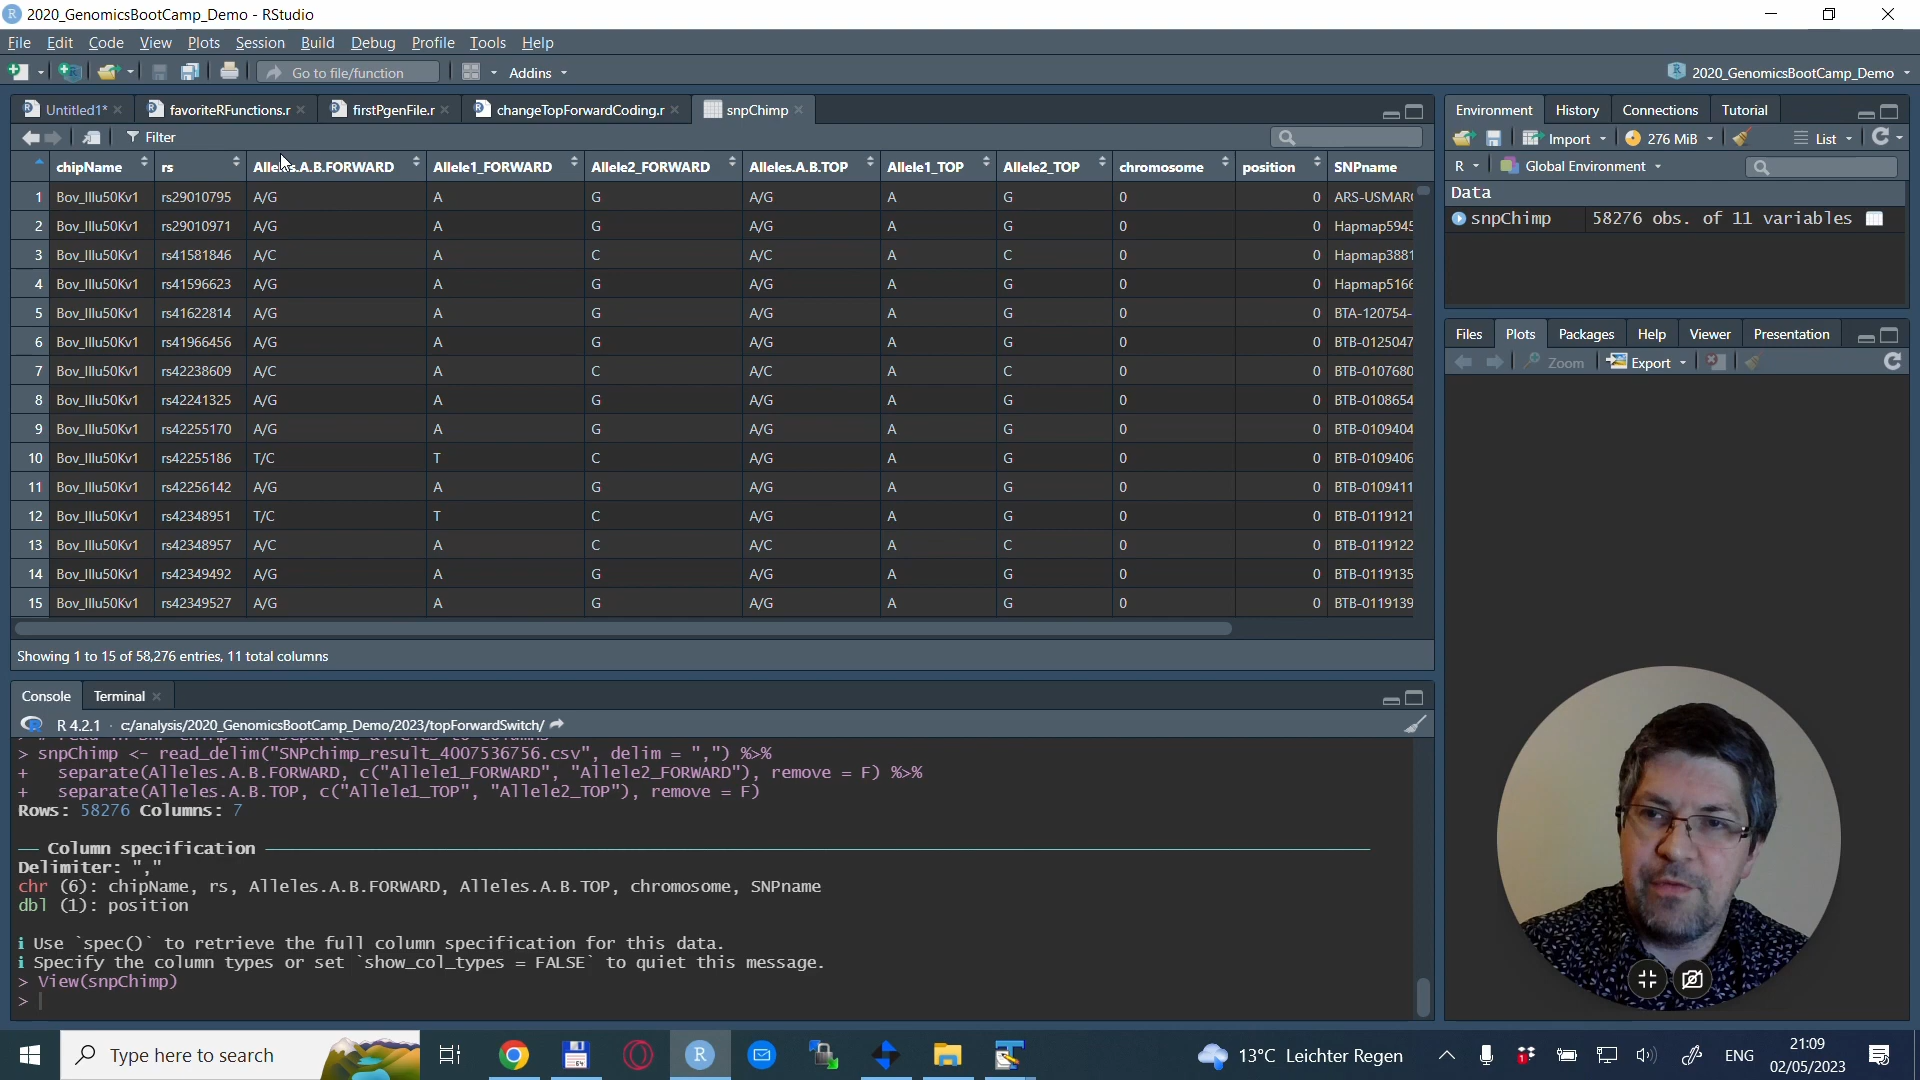 2020_GenomicsBootCamp_Demo - RStudio
File Edit Code View Plots Session Build Debug Profile Tools Help
Go to file/function Addins 2020_GenomicsBootCamp_Demo
Untitled1* favoriteRFunctions.r firstPgenFile.r changeTopForwardCoding.r snpChimp
Filter
chipName rs Alleles.A.B.FORWARD Allele1_FORWARD Allele2_FORWARD Alleles.A.B.TOP Allele1_TOP Allele2_TOP chromosome position SNPname
1 Bov_Illu50Kv1 rs29010795 A/G A G A/G A G 0 0
2 Bov_Illu50Kv1 rs29010971 A/G A G A/G A G 0 0 Hapmap5945
3 Bov_Illu50Kv1 rs41581846 A/C A C A/C A C 0 0 Hapmap3881
4 Bov_Illu50Kv1 rs41596623 A/G A G A/G A G 0 0 Hapmap5166
5 Bov_Illu50Kv1 rs41622814 A/G A G A/G A G 0 0 BTA-120754-
6 Bov_Illu50Kv1 rs41966456 A/G A G A/G A G 0 0 BTB-0125047
7 Bov_Illu50Kv1 rs42238609 A/C A C A/C A C 0 0 BTB-0107680
8 Bov_Illu50Kv1 rs42241325 A/G A G A/G A G 0 0 BTB-0108654
9 Bov_Illu50Kv1 rs42255170 A/G A G A/G A G 0 0 BTB-0109404
10 Bov_Illu50Kv1 rs42255186 T/C T C A/G A G 0 0 BTB-0109406
11 Bov_Illu50Kv1 rs42256142 A/G A G A/G A G 0 0 BTB-0109411
12 Bov_Illu50Kv1 rs42348951 T/C T C A/G A G 0 0 BTB-0119121
13 Bov_Illu50Kv1 rs42348957 A/C A C A/C A C 0 0 BTB-0119122
14 Bov_Illu50Kv1 rs42349492 A/G A G A/G A G 0 0 BTB-0119135
15 Bov_Illu50Kv1 rs42349527 A/G A G A/G A G 0 0 BTB-0119139
Showing 1 to 15 of 58,276 entries, 11 total columns
Console Terminal
R 4.2.1 · c:/analysis/2020_GenomicsBootCamp_Demo/2023/topForwardSwitch/
> snpChimp <- read_delim("SNPchimp_result_4007536756.csv", delim = ",") %>%
+ separate(Alleles.A.B.FORWARD, c("Allele1_FORWARD", "Allele2_FORWARD"), remove = F) %>%
+ separate(Alleles.A.B.TOP, c("Allele1_TOP", "Allele2_TOP"), remove = F)
Rows: 58276 Columns: 7
── Column specification ──
Delimiter: ","
chr (6): chipName, rs, Alleles.A.B.FORWARD, Alleles.A.B.TOP, chromosome, SNPname
dbl (1): position
i Use `spec()` to retrieve the full column specification for this data.
i Specify the column types or set `show_col_types = FALSE` to quiet this message.
> View(snpChimp)
>
Environment History Connections Tutorial
Import 276 MiB List
R Global Environment
Data
snpChimp 58276 obs. of 11 variables
Files Plots Packages Help Viewer Presentation
Zoom Export
Type here to search
13°C Leichter Regen
ENG
21:09
02/05/2023